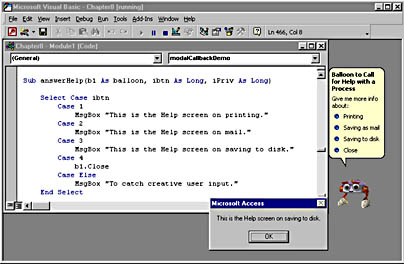 Microsoft Visual Basic - Chapter8 [running]
File Edit View Insert Debug Run Tools Add-Ins Window Help
Ln 466, Col 8
Chapter8 - Module1 (Code)
(General) modalCallbackDemo
Sub answerHelp(b1 As balloon, ibtn As Long, iPriv As Long)
Select Case ibtn
Case 1
MsgBox "This is the Help screen on printing."
Case 2
MsgBox "This is the Help screen on mail."
Case 3
MsgBox "This is the Help screen on saving to disk."
Case 4
b1.Close
Case Else
MsgBox "To catch creative user input."
End Select
Balloon to Call
for Help with a
Process
Give me more info
about:
Printing
Saving as mail
Saving to disk
Close
Microsoft Access
This is the Help screen on saving to disk.
OK